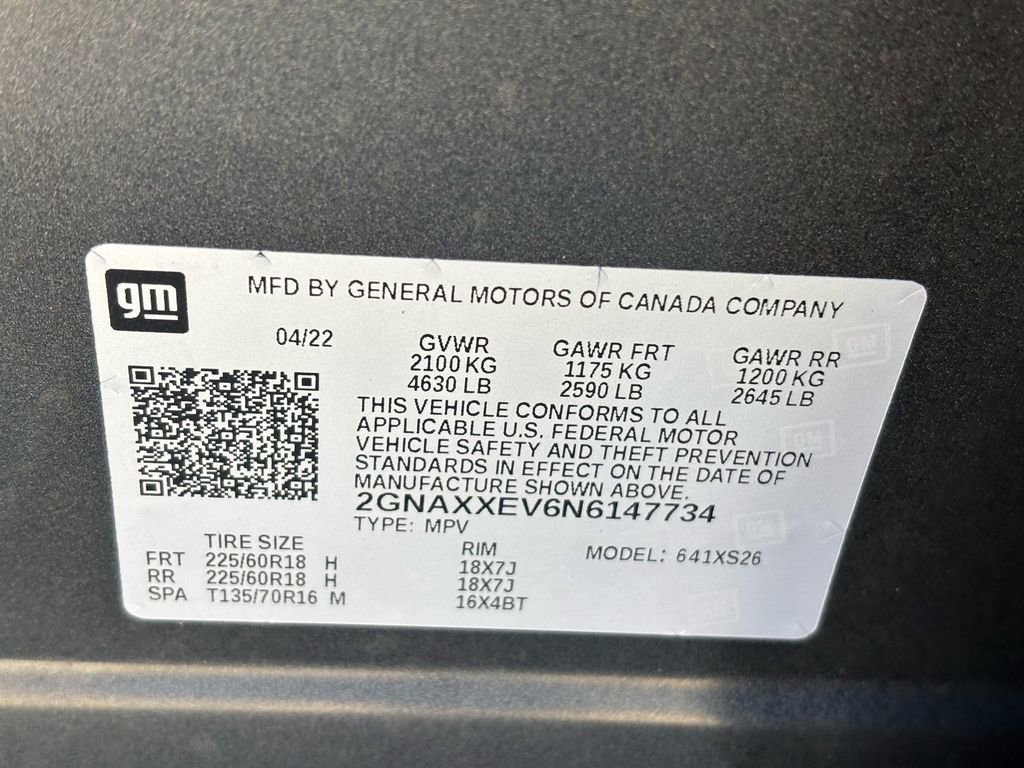 gm
MFD BY GENERAL MOTORS OF CANADA COMPANY
04/22
GVWR GAWR FRT GAWR RR
2100 KG 1175 KG 1200 KG
4630 LB 2590 LB 2645 LB
THIS VEHICLE CONFORMS TO ALL
APPLICABLE U.S. FEDERAL MOTOR
VEHICLE SAFETY AND THEFT PREVENTION
STANDARDS IN EFFECT ON THE DATE OF
MANUFACTURE SHOWN ABOVE.
2GNAXXEV6N6147734
TYPE: MPV
TIRE SIZE RIM MODEL: 641XS26
FRT 225/60R18 H 18X7J
RR 225/60R18 H 18X7J
SPA T135/70R16 M 16X4BT
GM
GM
GM